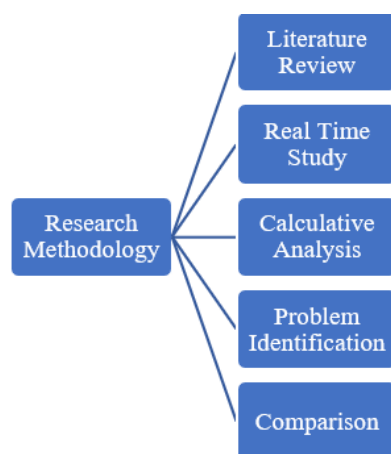 Literature
Review
Real Time
Study
Research
Methodology
Calculative
Analysis
Problem
Identification
Comparison